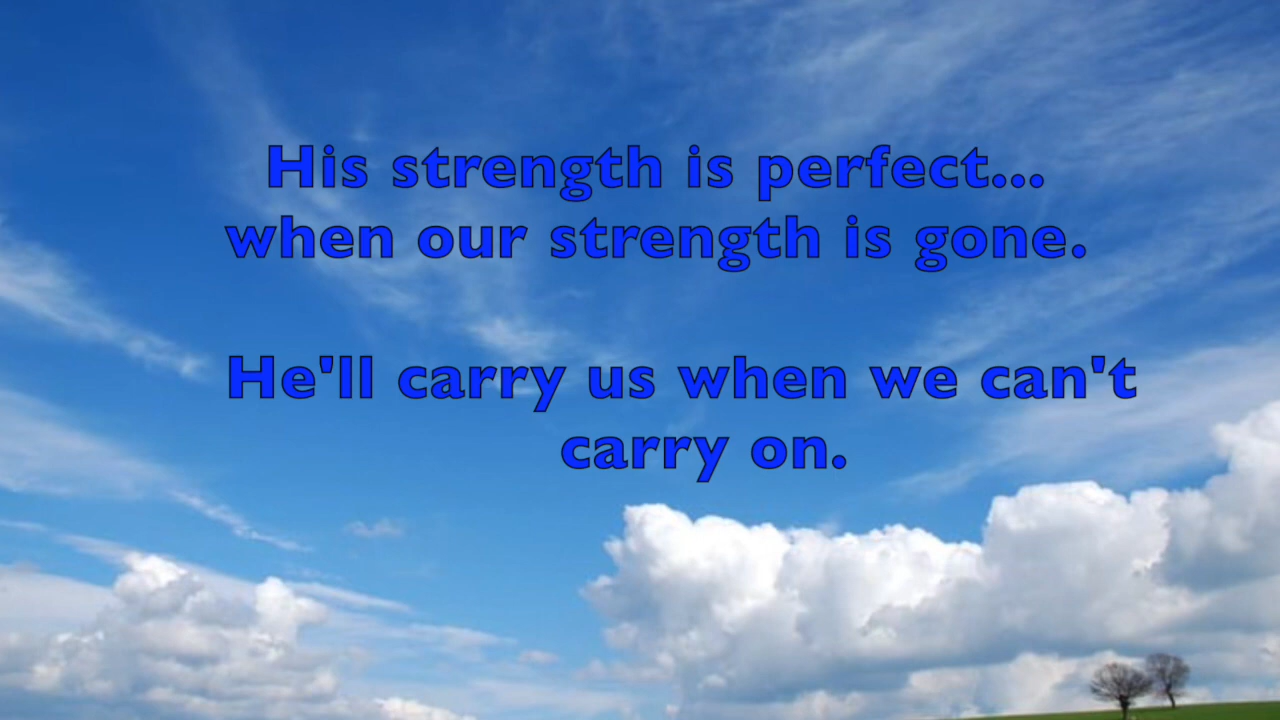 His strength is perfect...
when our strength is gone.
He'll carry us when we can't
carry on.